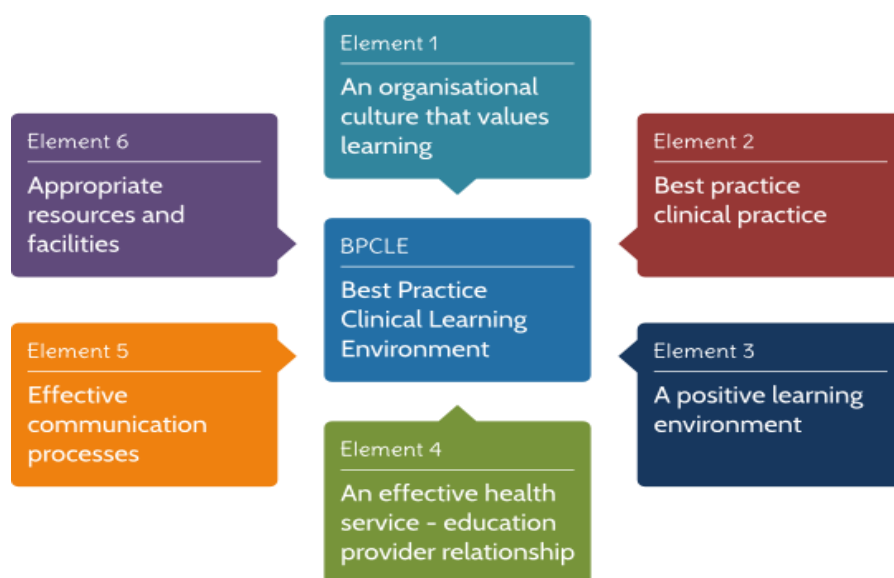 Element 1
An organisational
culture that values
learning
Element 6
Appropriate
resources and
facilities
Element 2
Best practice
clinical practice
BPCLE
Best Practice
Clinical Learning
Environment
Element 5
Effective
communication
processes
Element 3
A positive learning
environment
Element 4
An effective health
service - education
provider relationship